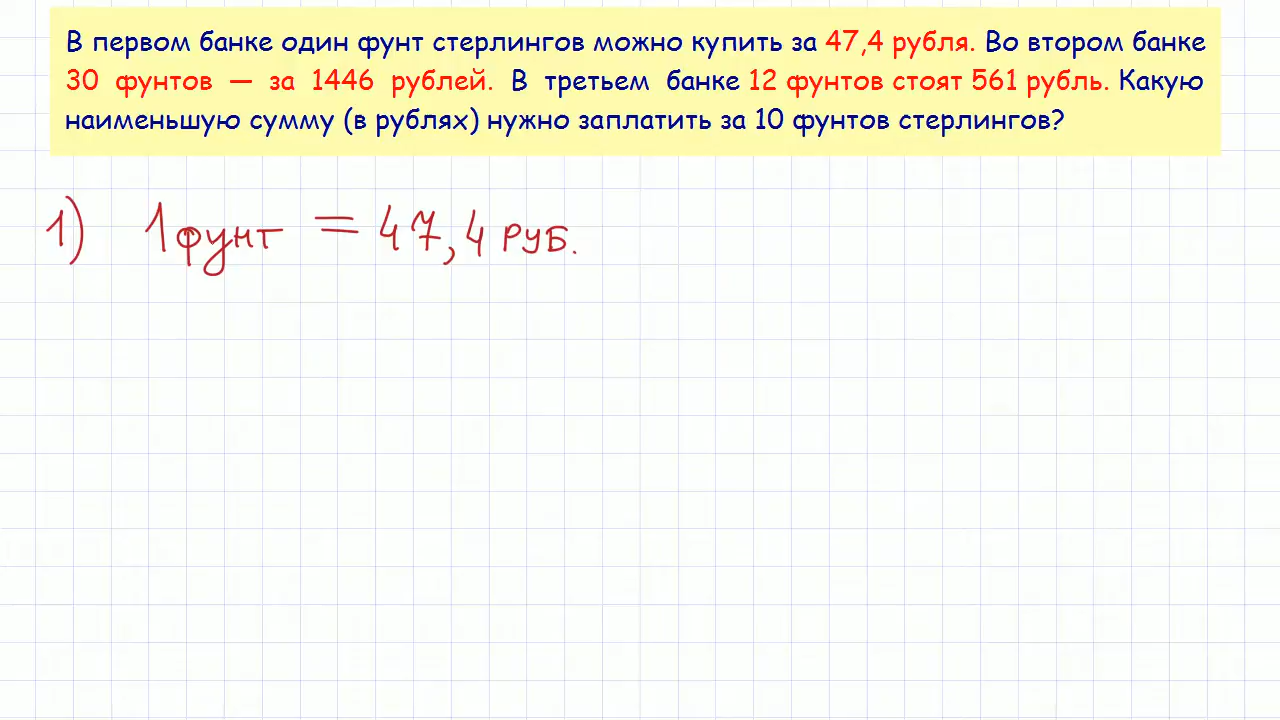 В первом банке один фунт стерлингов можно купить за 47,4 рубля. Во втором банке
30 фунтов — за 1446 рублей. В третьем банке 12 фунтов стоят 561 рубль. Какую
наименьшую сумму (в рублях) нужно заплатить за 10 фунтов стерлингов?
1) 1 фунт = 47,4 руб.